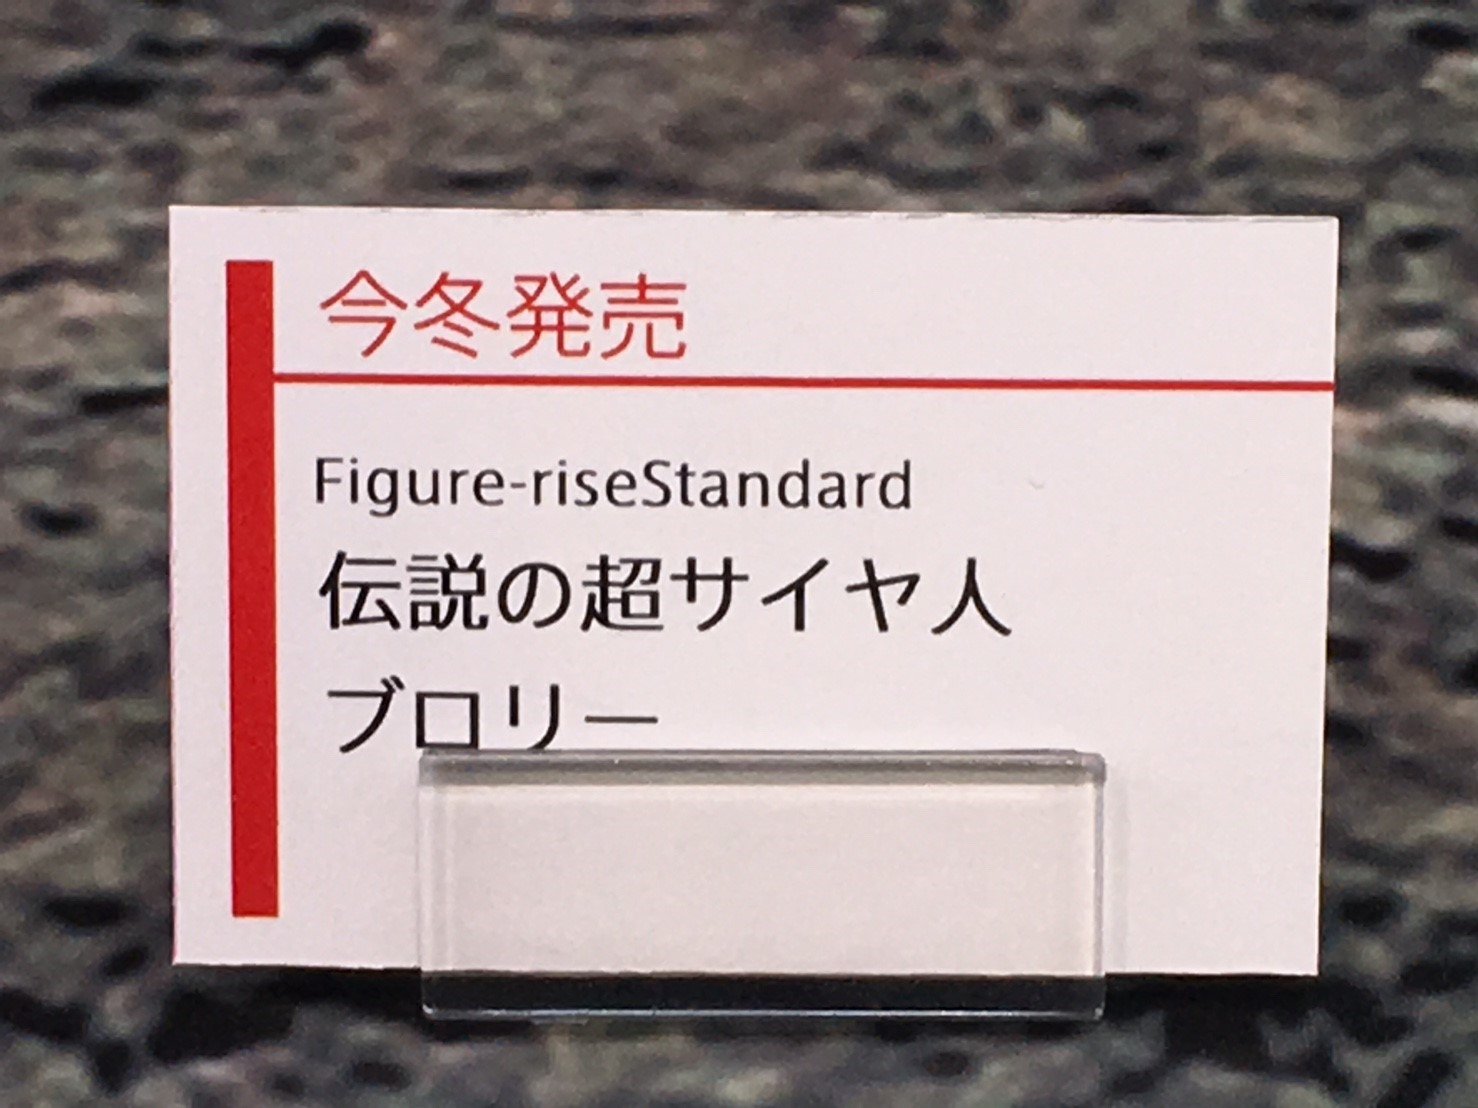 今冬発売
Figure-riseStandard
伝説の超サイヤ人
ブロリー